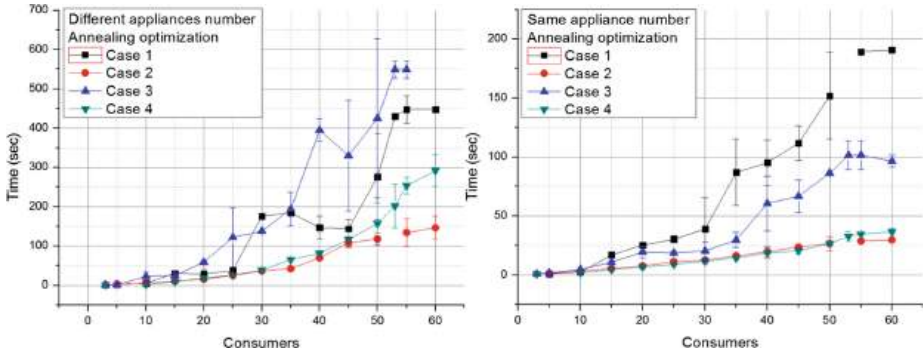 Different appliances number
Annealing optimization
Case 1
Case 2
Case 3
Case 4
700
600
500
400
300
200
100
0
Time (sec)
0 10 20 30 40 50 60
Consumers
Same appliance number
Annealing optimization
Case 1
Case 2
Case 3
Case 4
200
150
100
50
0
Time (sec)
0 10 20 30 40 50 60
Consumers